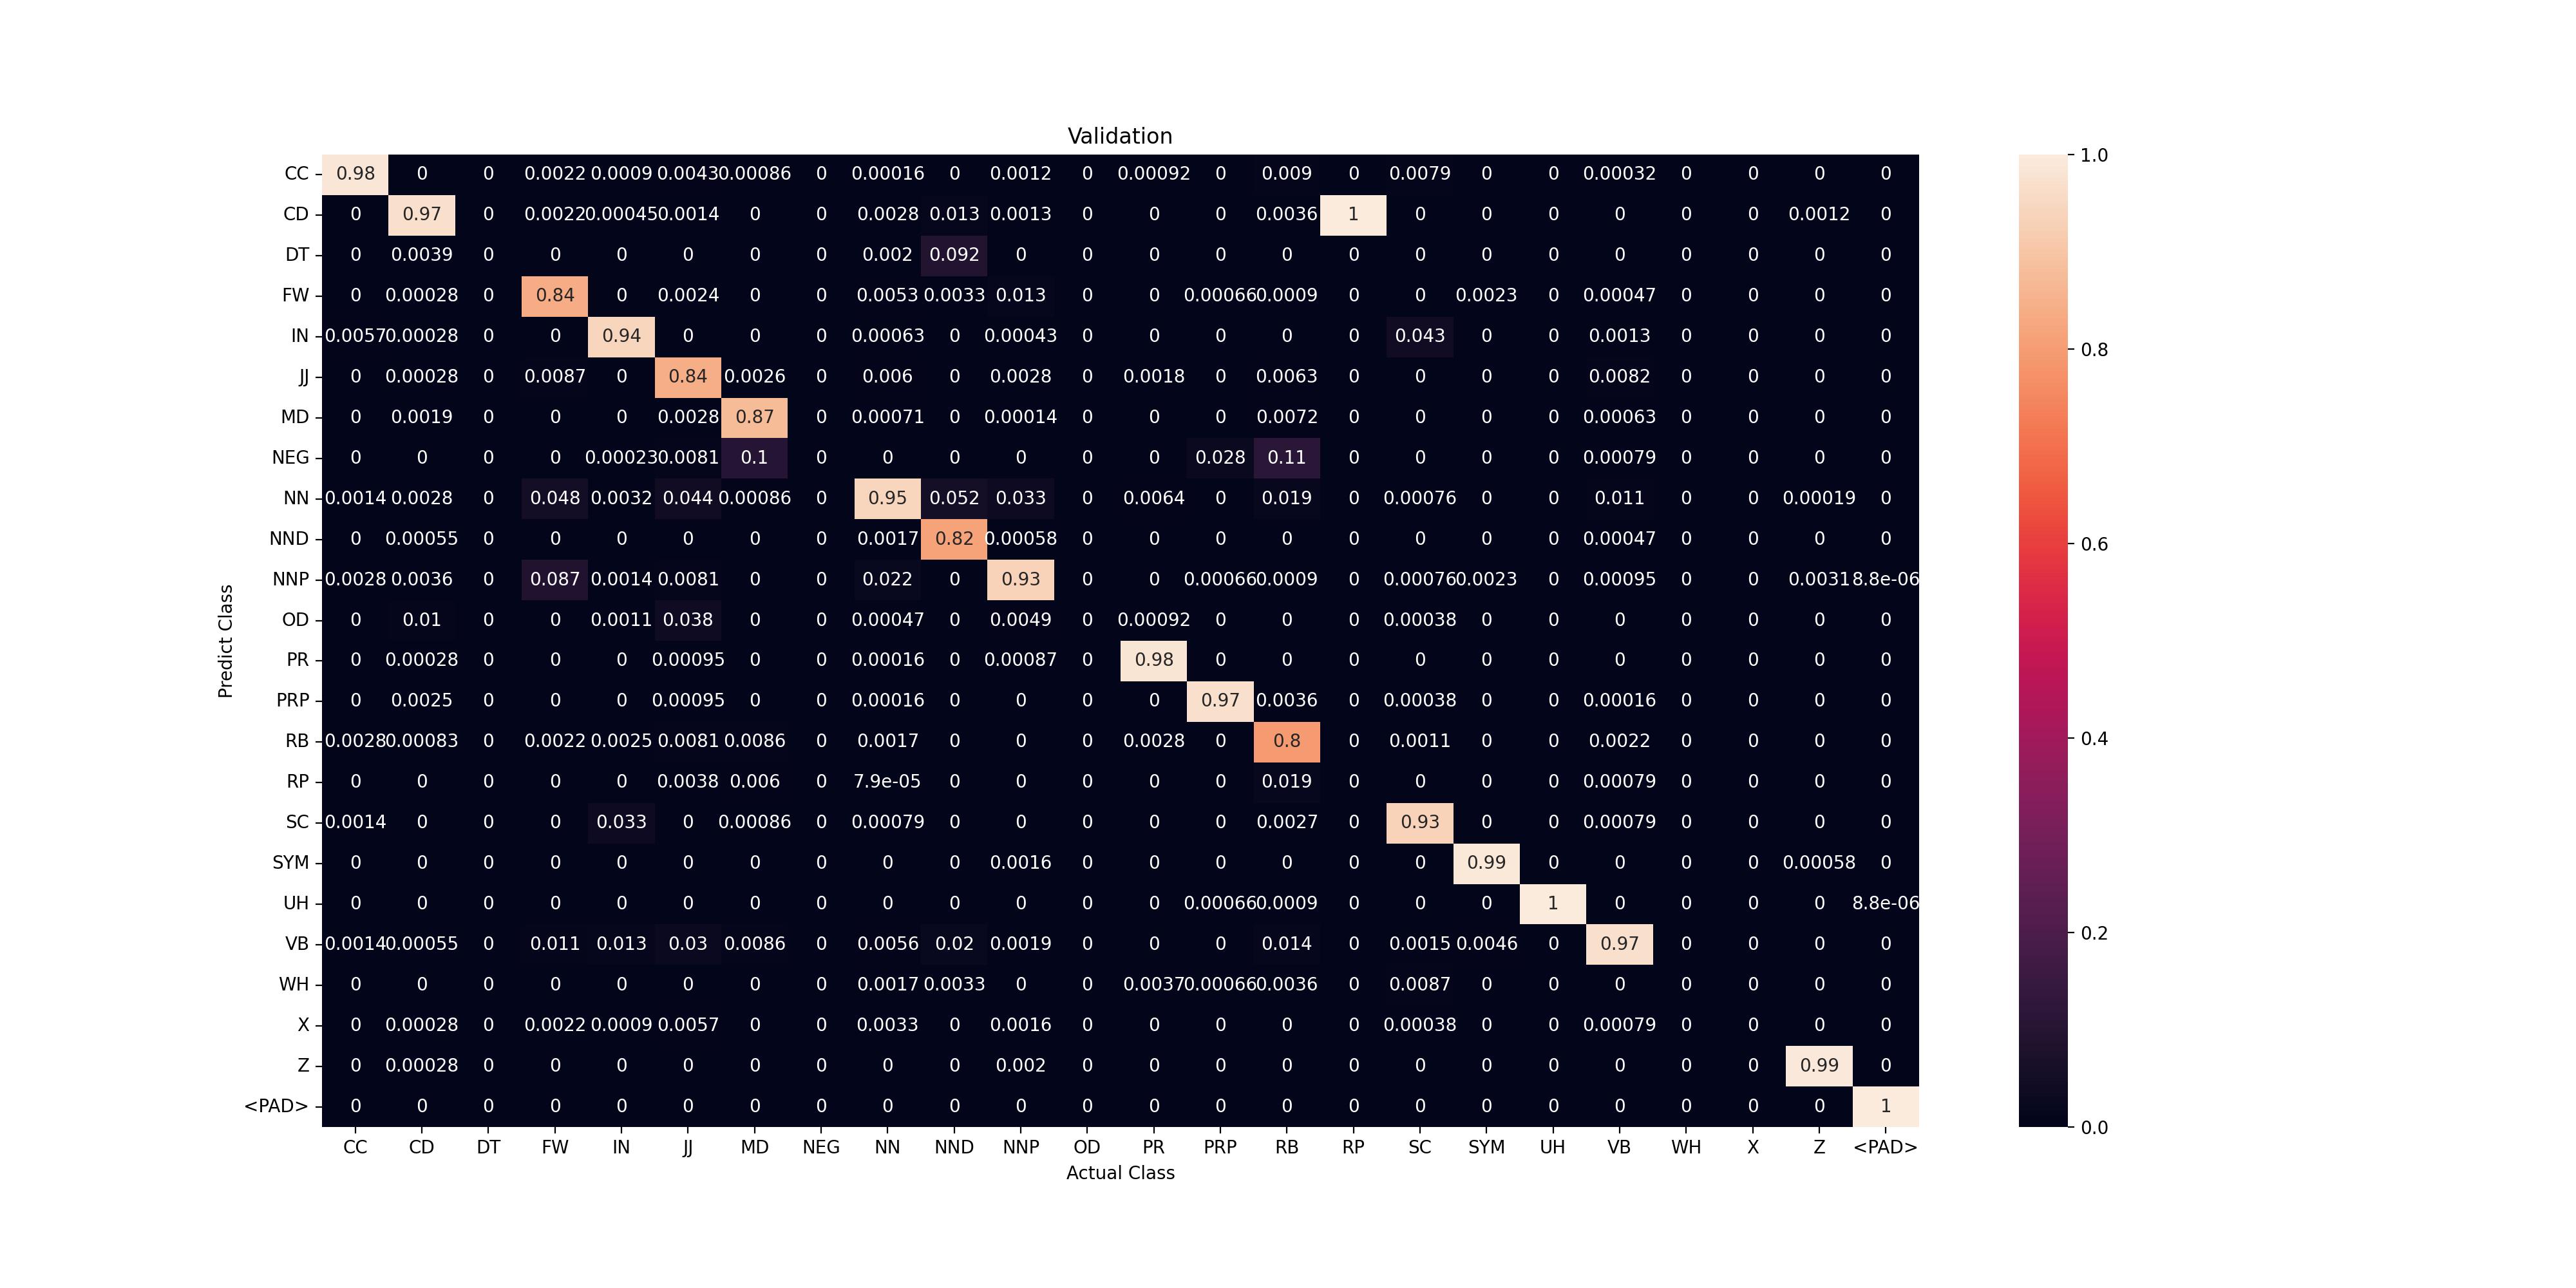 Validation
CC 0.98 0 0 0.0022 0.0009 0.0043 0.00086 0 0.00016 0 0.0012 0 0.00092 0 0.009 0 0.0079 0 0 0.00032 0 0 0 0 1.0
CD 0 0.97 0 0.0022 0.00045 0.0014 0 0 0.0028 0.013 0.0013 0 0 0 0.0036 1 0 0 0 0 0 0 0.0012 0
DT 0 0.0039 0 0 0 0 0 0 0.002 0.092 0 0 0 0 0 0 0 0 0 0 0 0 0 0
FW 0 0.00028 0 0.84 0 0.0024 0 0 0.0053 0.0033 0.013 0 0 0.00066 0.0009 0 0 0.0023 0 0.00047 0 0 0 0
IN 0.0057 0.00028 0 0 0.94 0 0 0 0.00063 0 0.00043 0 0 0 0 0 0.043 0 0 0.0013 0 0 0 0
0.8
JJ 0 0.00028 0 0.0087 0 0.84 0.0026 0 0.006 0 0.0028 0 0.0018 0 0.0063 0 0 0 0 0.0082 0 0 0 0
MD 0 0.0019 0 0 0 0.0028 0.87 0 0.00071 0 0.00014 0 0 0 0.0072 0 0 0 0 0.00063 0 0 0 0
NEG 0 0 0 0 0.00023 0.0081 0.1 0 0 0 0 0 0 0.028 0.11 0 0 0 0 0.00079 0 0 0 0
NN 0.0014 0.0028 0 0.048 0.0032 0.044 0.00086 0 0.95 0.052 0.033 0 0.0064 0 0.019 0 0.00076 0 0 0.011 0 0 0.00019 0
NND 0 0.00055 0 0 0 0 0 0 0.0017 0.82 0.00058 0 0 0 0 0 0 0 0 0.00047 0 0 0 0
0.6
NNP 0.0028 0.0036 0 0.087 0.0014 0.0081 0 0 0.022 0 0.93 0 0 0.00066 0.0009 0 0.00076 0.0023 0 0.00095 0 0 0.0031 8.8e-06
OD 0 0.01 0 0 0.0011 0.038 0 0 0.00047 0 0.0049 0 0.00092 0 0 0 0.00038 0 0 0 0 0 0 0
Predict Class
PR 0 0.00028 0 0 0 0.00095 0 0 0.00016 0 0.00087 0 0.98 0 0 0 0 0 0 0 0 0 0 0
PRP 0 0.0025 0 0 0 0.00095 0 0 0.00016 0 0 0 0 0.97 0.0036 0 0.00038 0 0 0.00016 0 0 0 0
RB 0.0028 0.00083 0 0.0022 0.0025 0.0081 0.0086 0 0.0017 0 0 0 0.0028 0 0.8 0 0.0011 0 0 0.0022 0 0 0 0
0.4
RP 0 0 0 0 0 0.0038 0.006 0 7.9e-05 0 0 0 0 0 0.019 0 0 0 0 0.00079 0 0 0 0
SC 0.0014 0 0 0 0.033 0 0.00086 0 0.00079 0 0 0 0 0 0.0027 0 0.93 0 0 0.00079 0 0 0 0
SYM 0 0 0 0 0 0 0 0 0 0 0.0016 0 0 0 0 0 0 0.99 0 0 0 0 0.00058 0
UH 0 0 0 0 0 0 0 0 0 0 0 0 0 0.00066 0.0009 0 0 0 1 0 0 0 0 8.8e-06
VB 0.0014 0.00055 0 0.011 0.013 0.03 0.0086 0 0.0056 0.02 0.0019 0 0 0 0.014 0 0.0015 0.0046 0 0.97 0 0 0 0
0.2
WH 0 0 0 0 0 0 0 0 0.0017 0.0033 0 0 0.0037 0.00066 0.0036 0 0.0087 0 0 0 0 0 0 0
X 0 0.00028 0 0.0022 0.0009 0.0057 0 0 0.0033 0 0.0016 0 0 0 0 0 0.00038 0 0 0.00079 0 0 0 0
Z 0 0.00028 0 0 0 0 0 0 0 0 0.002 0 0 0 0 0 0 0 0 0 0 0 0.99 0
<PAD> 0 0 0 0 0 0 0 0 0 0 0 0 0 0 0 0 0 0 0 0 0 0 0 1
0.0
CC CD DT FW IN JJ MD NEG NN NND NNP OD PR PRP RB RP SC SYM UH VB WH X Z <PAD>
Actual Class